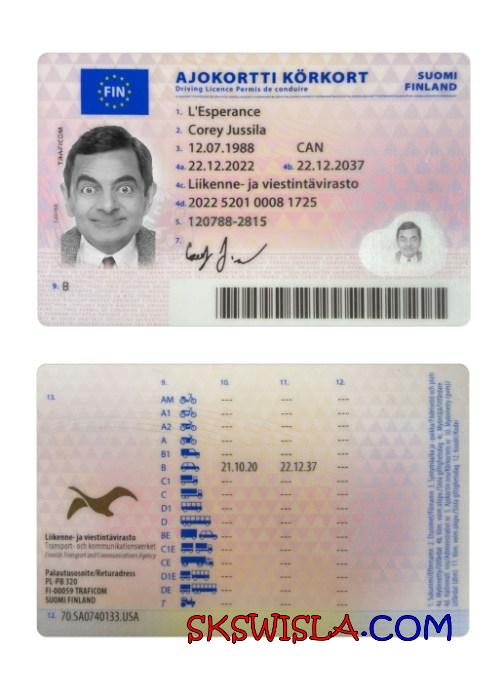 FIN
AJOKORTTI KÖRKORT
Driving Licence Permis de conduire
SUOMI
FINLAND
TRAFICOM
1. L'Esperance
2. Corey Jussila
3. 12.07.1988 CAN
4a. 22.12.2022 4b. 22.12.2037
4c. Liikenne- ja viestintävirasto
4d. 2022 5201 0008 1725
5. 120788-2815
7.
9. B
9. 10. 11. 12.
13.
AM --- --- ---
A1 --- --- ---
A2 --- --- ---
A --- --- ---
B1 --- --- ---
B 21.10.20 22.12.37 ---
C1 --- --- ---
C --- --- ---
D1 --- --- ---
D --- --- ---
BE --- --- ---
C1E --- --- ---
CE --- --- ---
D1E --- --- ---
DE --- --- ---
T --- --- ---
Liikenne- ja viestintävirasto
Transport- och kommunikationsverket
Finnish Transport and Communications Agency
Palautusosoite/Returadress
PL-PB 320
FI-00059 TRAFICOM
SUOMI FINLAND
12. 70.SA0740133.USA
SKSWISLA.COM